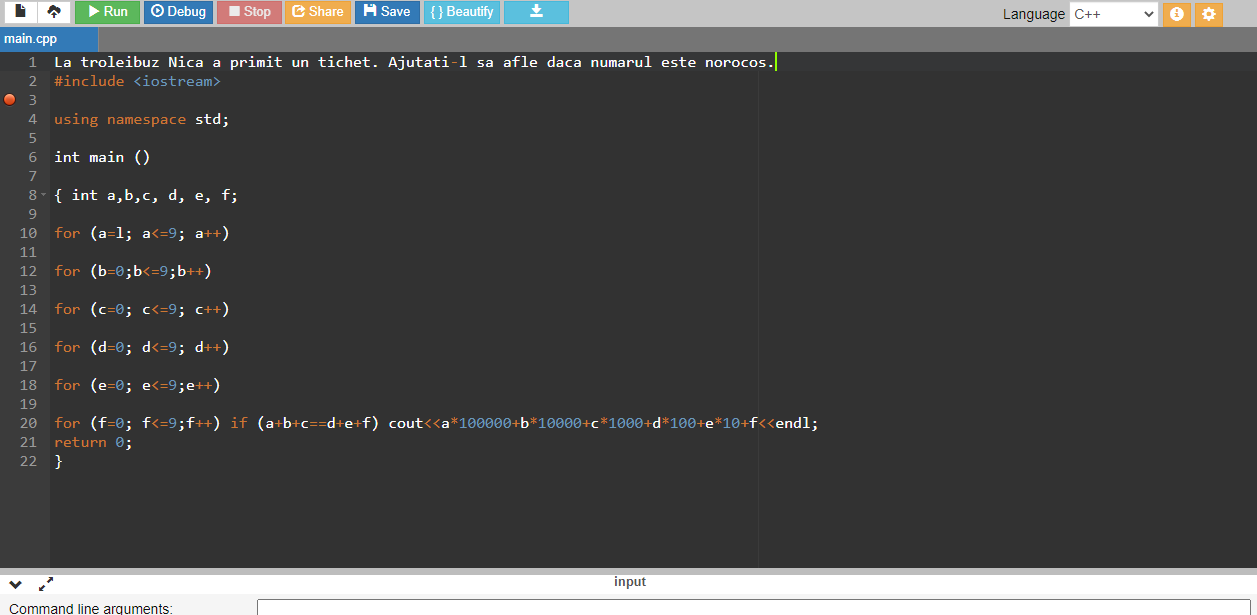 Run Debug Stop Share Save { } Beautify Language C++ i
main.cpp
1 La troleibuz Nica a primit un tichet. Ajutati-l sa afle daca numarul este norocos.
2 #include <iostream>
3
4 using namespace std;
5
6 int main ()
7
8 { int a,b,c, d, e, f;
9
10 for (a=l; a<=9; a++)
11
12 for (b=0;b<=9;b++)
13
14 for (c=0; c<=9; c++)
15
16 for (d=0; d<=9; d++)
17
18 for (e=0; e<=9;e++)
19
20 for (f=0; f<=9;f++) if (a+b+c==d+e+f) cout<<a*100000+b*10000+c*1000+d*100+e*10+f<<endl;
21 return 0;
22 }
input
Command line arguments: